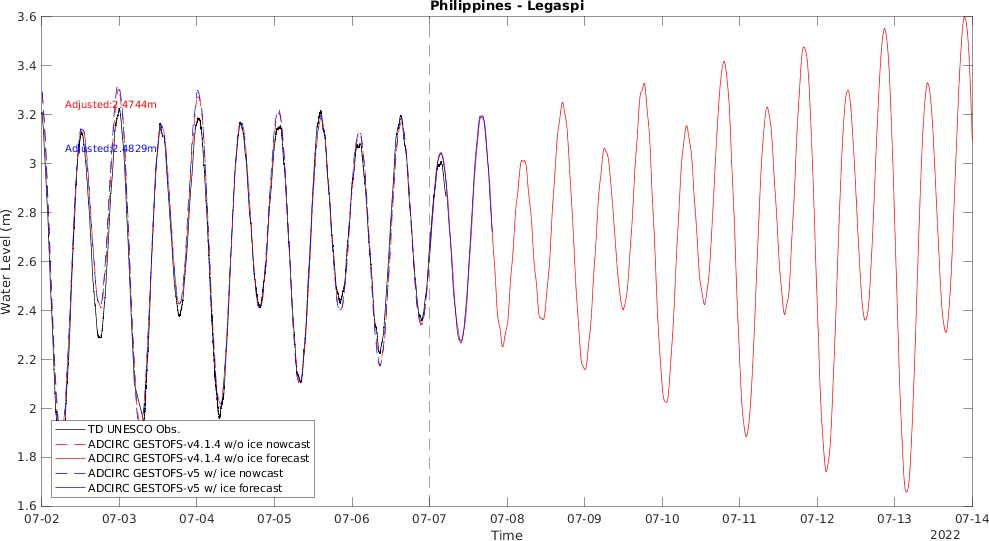 Philippines - Legaspi
3.6
3.4
3.2
3
2.8
2.6
2.4
2.2
2
1.8
1.6
Water Level (m)
Adjusted:2.4744m
Adjusted:2.4829m
TD UNESCO Obs.
ADCIRC GESTOFS-v4.1.4 w/o ice nowcast
ADCIRC GESTOFS-v4.1.4 w/o ice forecast
ADCIRC GESTOFS-v5 w/ ice nowcast
ADCIRC GESTOFS-v5 w/ ice forecast
07-02 07-03 07-04 07-05 07-06 07-07 07-08 07-09 07-10 07-11 07-12 07-13 07-14
Time
2022